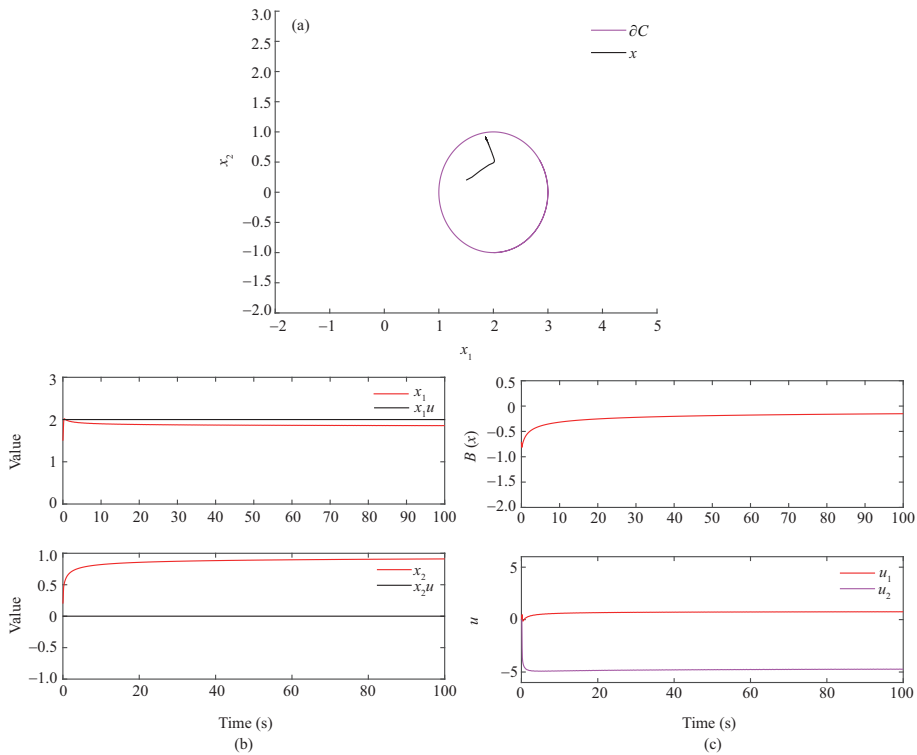 (a)
3.0
2.5
2.0
1.5
1.0
0.5
0
−0.5
−1.0
−1.5
−2.0
x₂
∂C
x
−2 −1 0 1 2 3 4 5
x₁
3
2
1
0
Value
x₁
x₁u
0 10 20 30 40 50 60 70 80 90 100
1.0
0.5
0
−0.5
−1.0
Value
x₂
x₂u
0 20 40 60 80 100
Time (s)
(b)
0.5
0
−0.5
−1.0
−1.5
−2.0
B (x)
0 10 20 30 40 50 60 70 80 90 100
5
0
−5
u
u₁
u₂
0 20 40 60 80 100
Time (s)
(c)